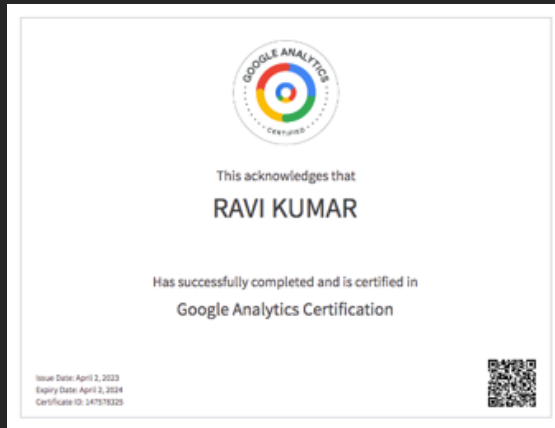 GOOGLE ANALYTICS
CERTIFIED
This acknowledges that
RAVI KUMAR
Has successfully completed and is certified in
Google Analytics Certification
Issue Date: April 2, 2023
Expiry Date: April 2, 2024
Certificate ID: 147578325